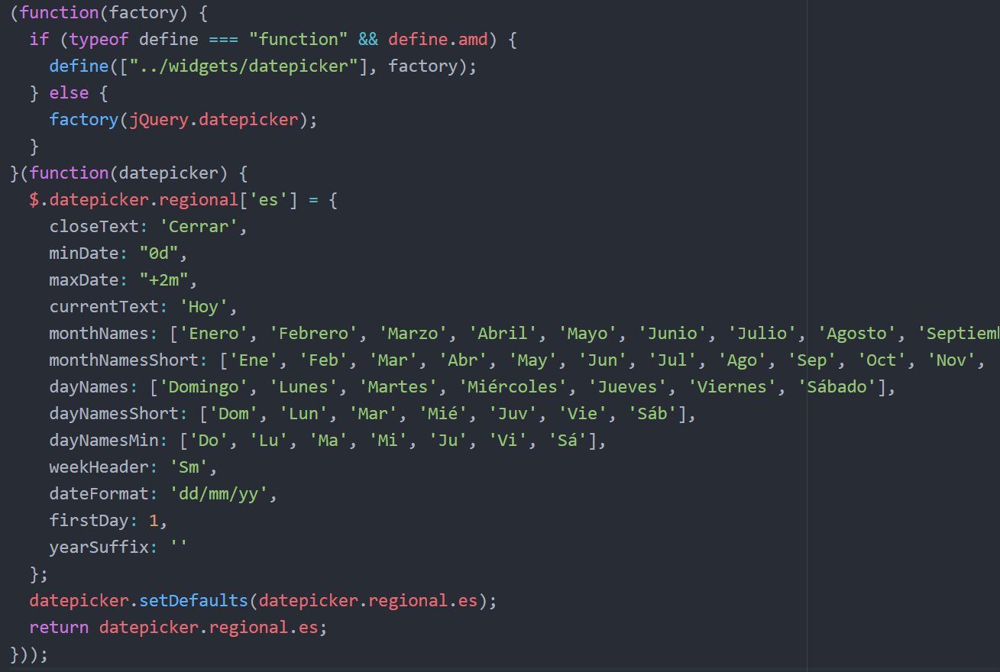 (function(factory) {
  if (typeof define === "function" && define.amd) {
    define(["../widgets/datepicker"], factory);
  } else {
    factory(jQuery.datepicker);
  }
}(function(datepicker) {
  $.datepicker.regional['es'] = {
    closeText: 'Cerrar',
    minDate: "0d",
    maxDate: "+2m",
    currentText: 'Hoy',
    monthNames: ['Enero', 'Febrero', 'Marzo', 'Abril', 'Mayo', 'Junio', 'Julio', 'Agosto', 'Septiem
    monthNamesShort: ['Ene', 'Feb', 'Mar', 'Abr', 'May', 'Jun', 'Jul', 'Ago', 'Sep', 'Oct', 'Nov',
    dayNames: ['Domingo', 'Lunes', 'Martes', 'Miércoles', 'Jueves', 'Viernes', 'Sábado'],
    dayNamesShort: ['Dom', 'Lun', 'Mar', 'Mié', 'Juv', 'Vie', 'Sáb'],
    dayNamesMin: ['Do', 'Lu', 'Ma', 'Mi', 'Ju', 'Vi', 'Sá'],
    weekHeader: 'Sm',
    dateFormat: 'dd/mm/yy',
    firstDay: 1,
    yearSuffix: ''
  };
  datepicker.setDefaults(datepicker.regional.es);
  return datepicker.regional.es;
}));